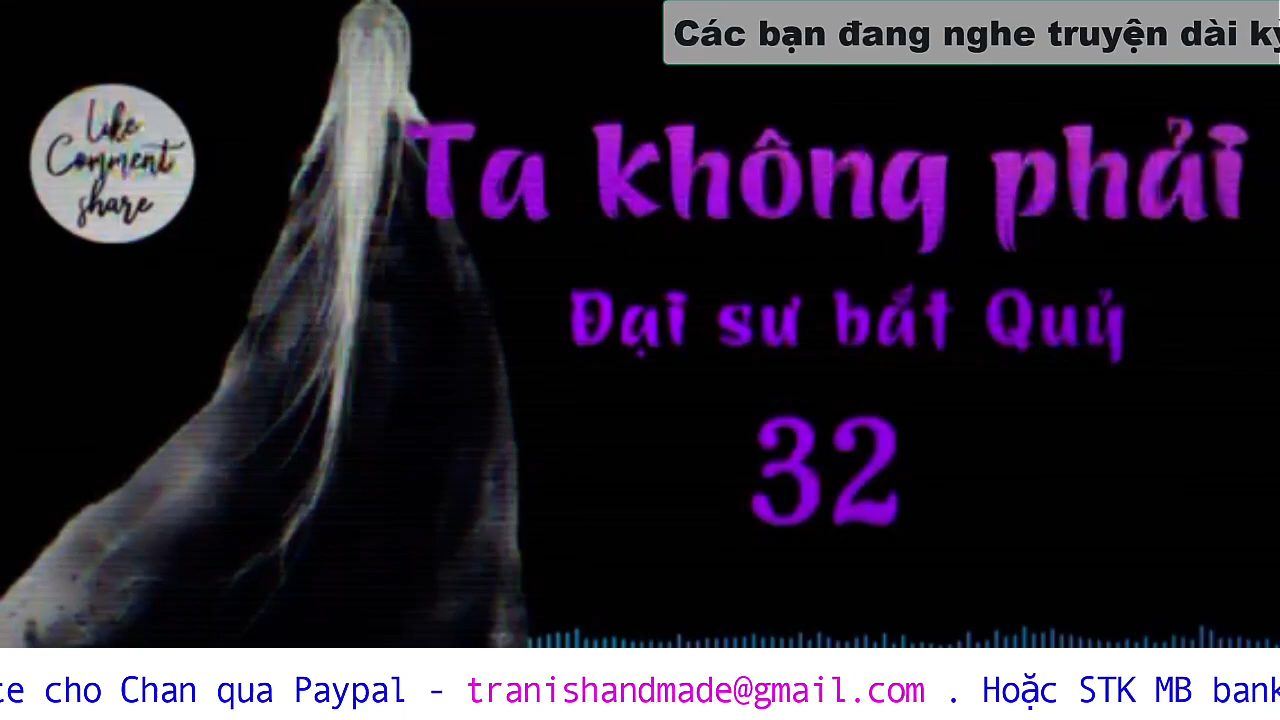 Các bạn đang nghe truyện dài kỳ
like
Comment
share
Ta không phải
Đại sư bắt Quỷ
32
te cho Chan qua Paypal - tranishandmade@gmail.com . Hoặc STK MB bank